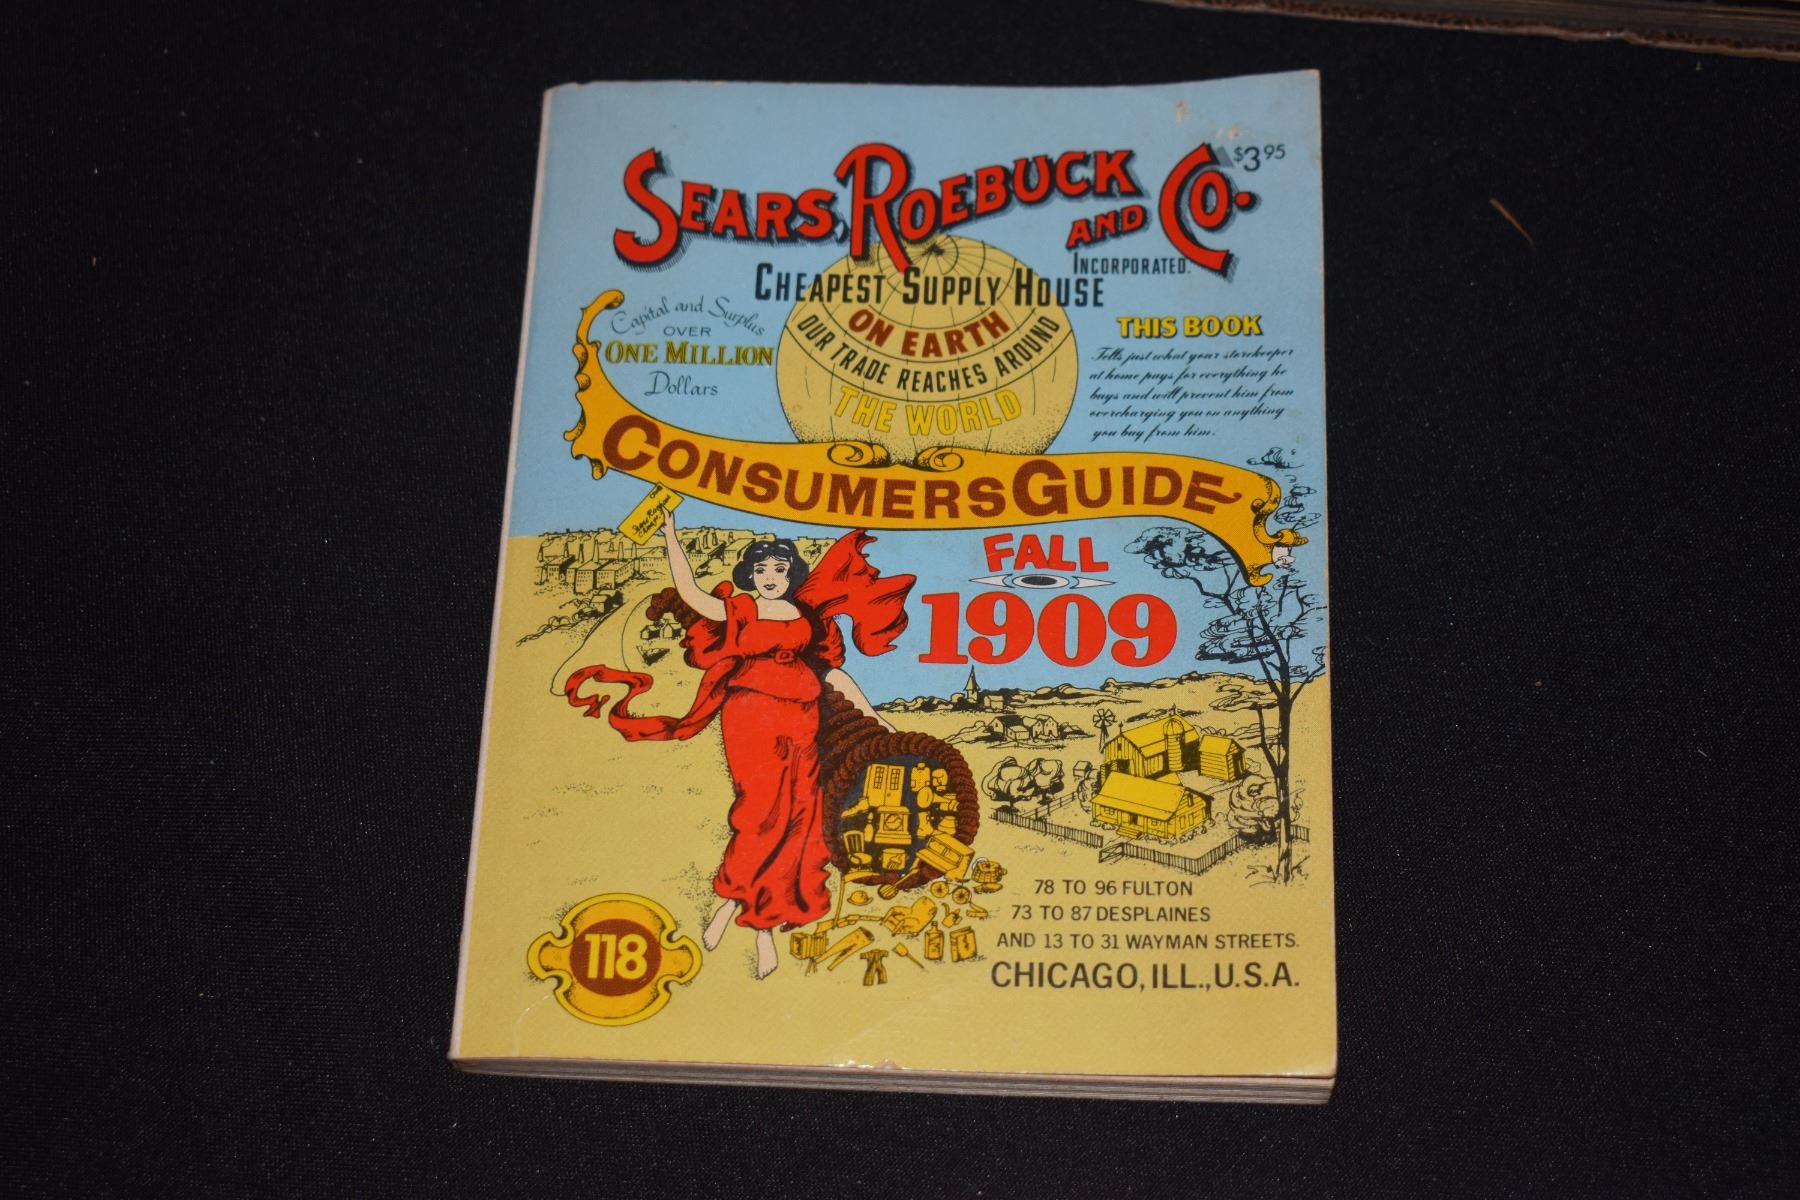 $3.95
SEARS, ROEBUCK AND CO.
INCORPORATED.
CHEAPEST SUPPLY HOUSE
ON EARTH
OUR TRADE REACHES AROUND
THE WORLD
Capital and Surplus
OVER
ONE MILLION
Dollars
THIS BOOK
Tells just what your storekeeper
at home pays for everything he
buys and will prevent him from
overcharging you on anything
you buy from him.
CONSUMERS GUIDE
FALL
1909
78 TO 96 FULTON
73 TO 87 DESPLAINES
AND 13 TO 31 WAYMAN STREETS.
CHICAGO, ILL., U.S.A.
118